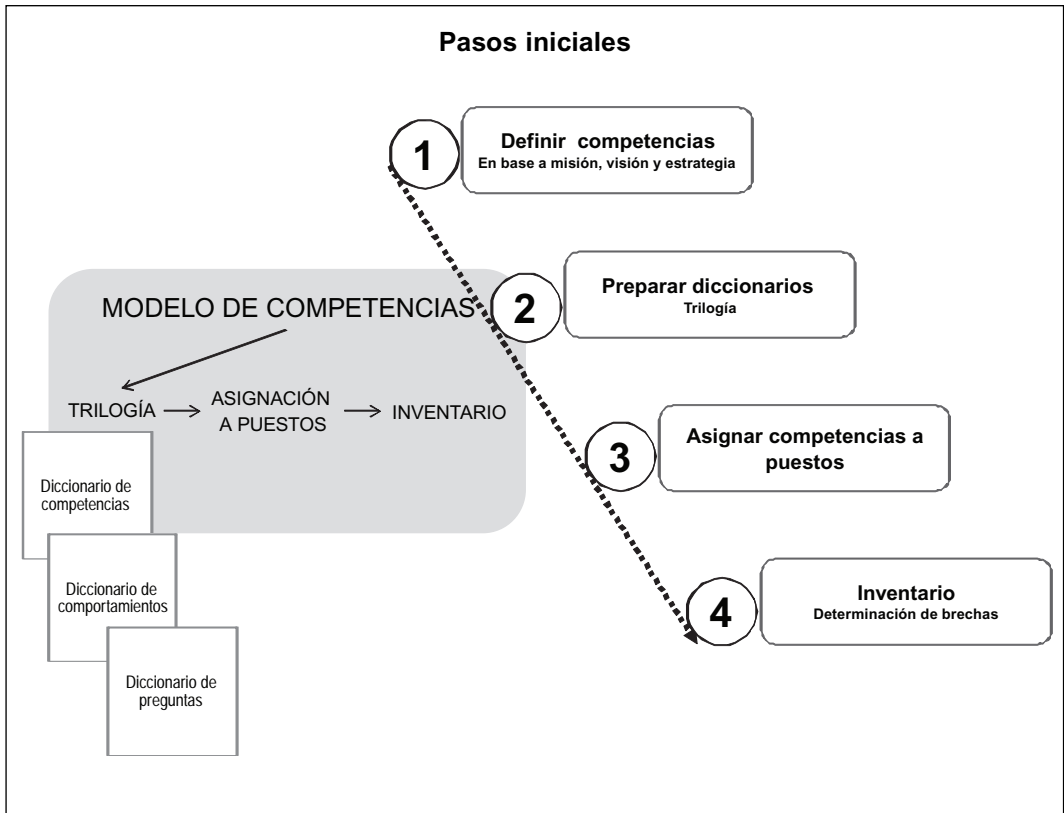 Pasos iniciales
1
Definir competencias
En base a misión, visión y estrategia
2
Preparar diccionarios
Trilogía
MODELO DE COMPETENCIAS
TRILOGÍA
ASIGNACIÓN
A PUESTOS
INVENTARIO
3
Asignar competencias a
puestos
Diccionario de
competencias
Diccionario de
comportamientos
Diccionario de
preguntas
4
Inventario
Determinación de brechas